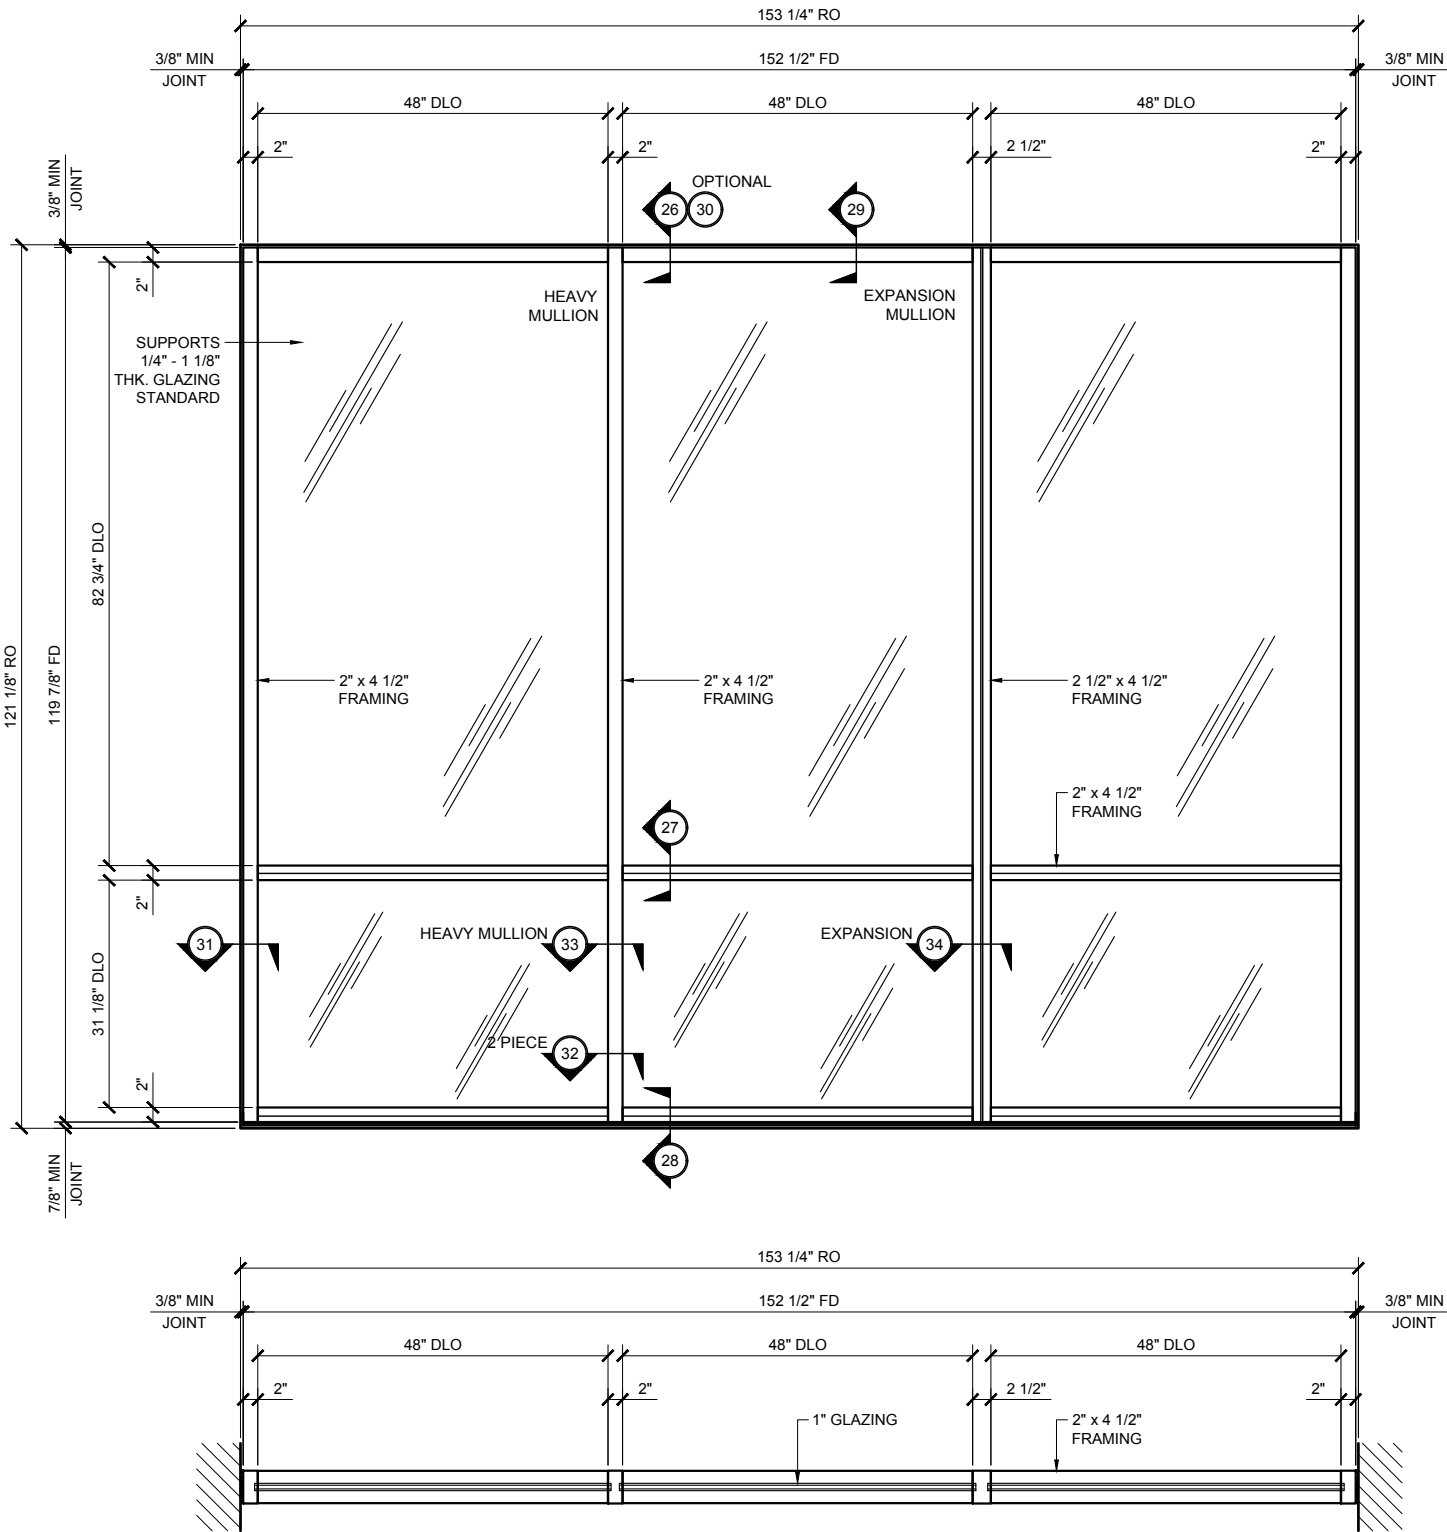 153 1/4" RO
3/8" MIN
JOINT
152 1/2" FD
3/8" MIN
JOINT
48" DLO
48" DLO
48" DLO
2"
2"
2 1/2"
2"
3/8" MIN
JOINT
OPTIONAL
26
30
29
2"
HEAVY
MULLION
EXPANSION
MULLION
SUPPORTS
1/4" - 1 1/8"
THK. GLAZING
STANDARD
82 3/4" DLO
121 1/8" RO
119 7/8" FD
2" x 4 1/2"
FRAMING
2" x 4 1/2"
FRAMING
2 1/2" x 4 1/2"
FRAMING
2" x 4 1/2"
FRAMING
27
2"
31
HEAVY MULLION
33
EXPANSION
34
31 1/8" DLO
2 PIECE
32
2"
28
7/8" MIN
JOINT
153 1/4" RO
3/8" MIN
JOINT
152 1/2" FD
3/8" MIN
JOINT
48" DLO
48" DLO
48" DLO
2"
2"
2 1/2"
2"
1" GLAZING
2" x 4 1/2"
FRAMING